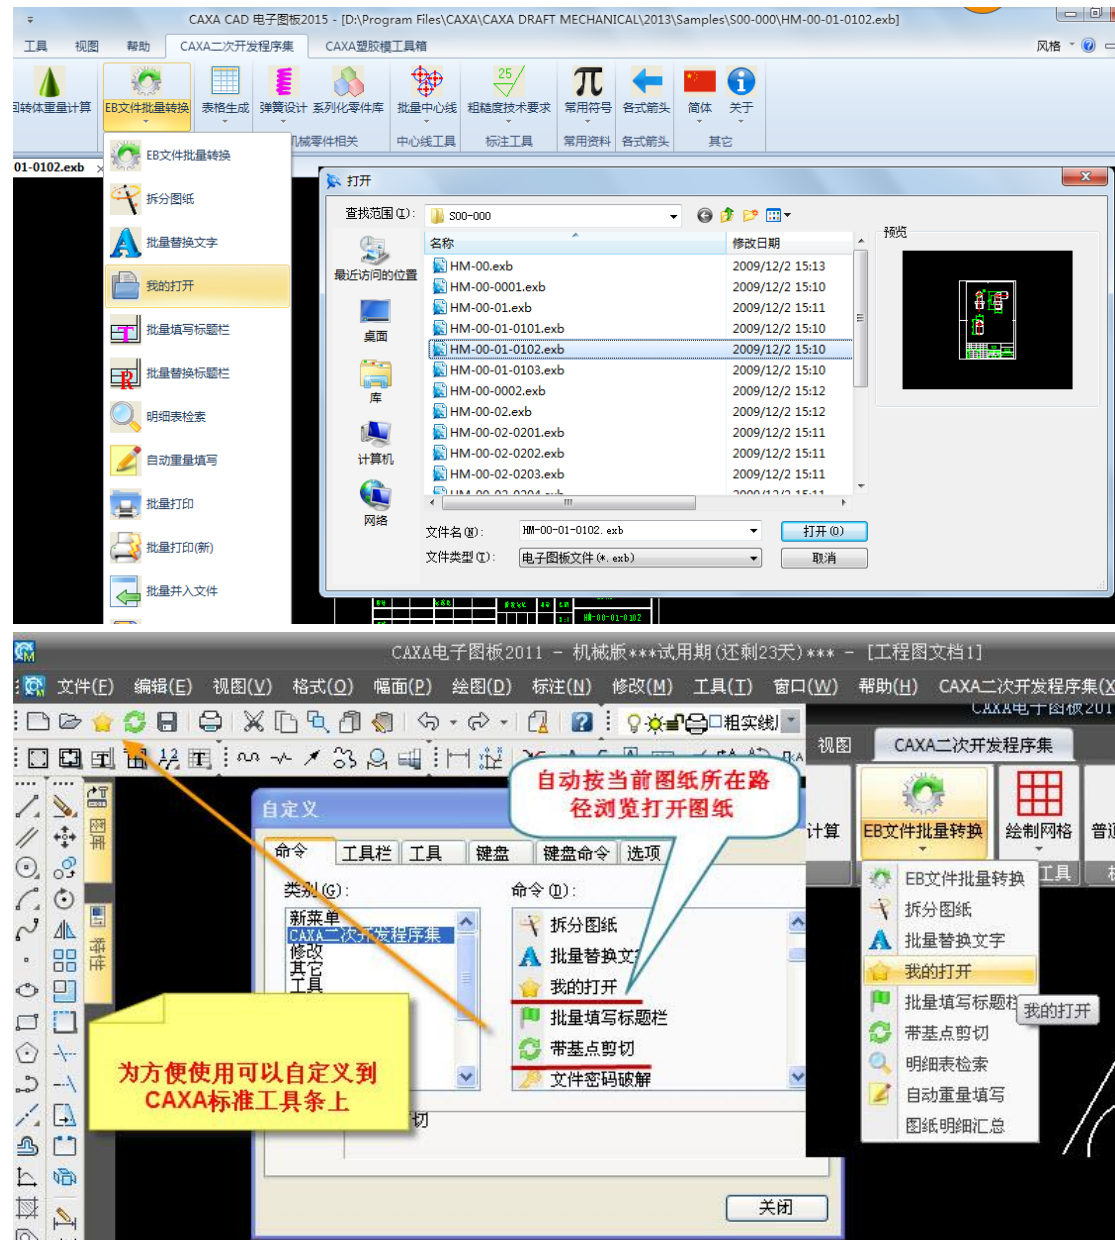 CAXA CAD 电子图板2015 - [D:\Program Files\CAXA\CAXA DRAFT MECHANICAL\2013\Samples\S00-000\HM-00-01-0102.exb]
工具 视图 帮助 CAXA二次开发程序集 CAXA塑胶模工具箱 风格
回转体重量计算 EB文件批量转换 表格生成 弹簧设计 系列化零件库 批量中心线 粗糙度技术要求 常用符号 各式箭头 简体 关于
机械零件相关 中心线工具 标注工具 常用资料 各式箭头 其它
01-0102.exb
EB文件批量转换
拆分图纸
批量替换文字
我的打开
批量填写标题栏
批量替换标题栏
明细表检索
自动重量填写
批量打印
批量打印(新)
批量并入文件
打开
查找范围(I): S00-000
最近访问的位置
桌面
库
计算机
网络
名称 修改日期
HM-00.exb 2009/12/2 15:13
HM-00-0001.exb 2009/12/2 15:10
HM-00-01.exb 2009/12/2 15:11
HM-00-01-0101.exb 2009/12/2 15:10
HM-00-01-0102.exb 2009/12/2 15:10
HM-00-01-0103.exb 2009/12/2 15:10
HM-00-0002.exb 2009/12/2 15:12
HM-00-02.exb 2009/12/2 15:12
HM-00-02-0201.exb 2009/12/2 15:11
HM-00-02-0202.exb 2009/12/2 15:11
HM-00-02-0203.exb 2009/12/2 15:11
HM-00-02-0204.exb 2009/12/2 15:11
预览
文件名(N): HM-00-01-0102.exb 打开(O)
文件类型(T): 电子图板文件(*.exb) 取消
HM-00-01-0102
CAXA电子图板2011 - 机械版***试用期(还剩23天)*** - [工程图文档1]
文件(F) 编辑(E) 视图(V) 格式(O) 幅面(P) 绘图(D) 标注(N) 修改(M) 工具(T) 窗口(W) 帮助(H) CAXA二次开发程序集(X
粗实线
CAXA电子图板201
视图 CAXA二次开发程序集
计算 EB文件批量转换 绘制网格 普通
工具
EB文件批量转换
拆分图纸
批量替换文字
我的打开
批量填写标题栏
我的打开
带基点剪切
明细表检索
自动重量填写
图纸明细汇总
自动按当前图纸所在路
径浏览打开图纸
自定义
命令 工具栏 工具 键盘 键盘命令 选项
类别(G): 命令(D):
新菜单
CAXA二次开发程序集
修改
其它
工具
拆分图纸
批量替换文字
我的打开
批量填写标题栏
带基点剪切
文件密码破解
切
为方便使用可以自定义到
CAXA标准工具条上
关闭